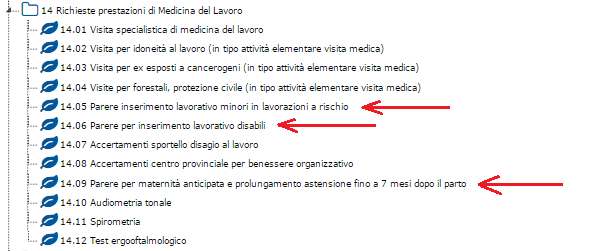 14 Richieste prestazioni di Medicina del Lavoro
14.01 Visita specialistica di medicina del lavoro
14.02 Visita per idoneità al lavoro (in tipo attività elementare visita medica)
14.03 Visita per ex esposti a cancerogeni (in tipo attività elementare visita medica)
14.04 Visite per forestali, protezione civile (in tipo attività elementare visita medica)
14.05 Parere inserimento lavorativo minori in lavorazioni a rischio
14.06 Parere per inserimento lavorativo disabili
14.07 Accertamenti sportello disagio al lavoro
14.08 Accertamenti centro provinciale per benessere organizzativo
14.09 Parere per maternità anticipata e prolungamento astensione fino a 7 mesi dopo il parto
14.10 Audiometria tonale
14.11 Spirometria
14.12 Test ergooftalmologico